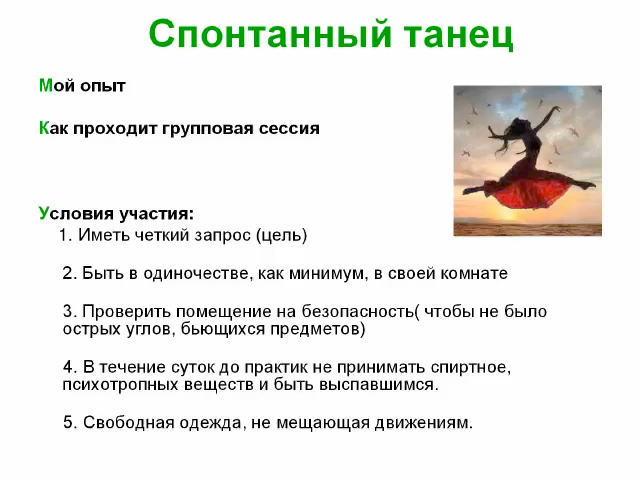 Спонтанный танец
Мой опыт
Как проходит групповая сессия
Условия участия:
1. Иметь четкий запрос (цель)
2. Быть в одиночестве, как минимум, в своей комнате
3. Проверить помещение на безопасность( чтобы не было
острых углов, бьющихся предметов)
4. В течение суток до практик не принимать спиртное,
психотропных веществ и быть выспавшимся.
5. Свободная одежда, не мещающая движениям.